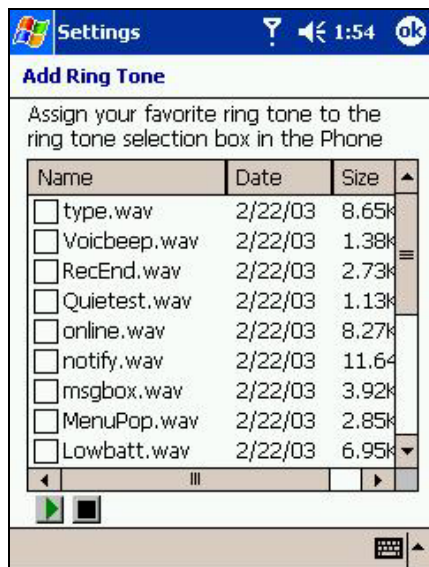 Settings 1:54 ok
Add Ring Tone
Assign your favorite ring tone to the
ring tone selection box in the Phone
Name Date Size
type.wav 2/22/03 8.65k
Voicbeep.wav 2/22/03 1.38k
RecEnd.wav 2/22/03 2.73k
Quietest.wav 2/22/03 1.13k
online.wav 2/22/03 8.27k
notify.wav 2/22/03 11.64
msgbox.wav 2/22/03 3.92k
MenuPop.wav 2/22/03 2.85k
Lowbatt.wav 2/22/03 6.95k